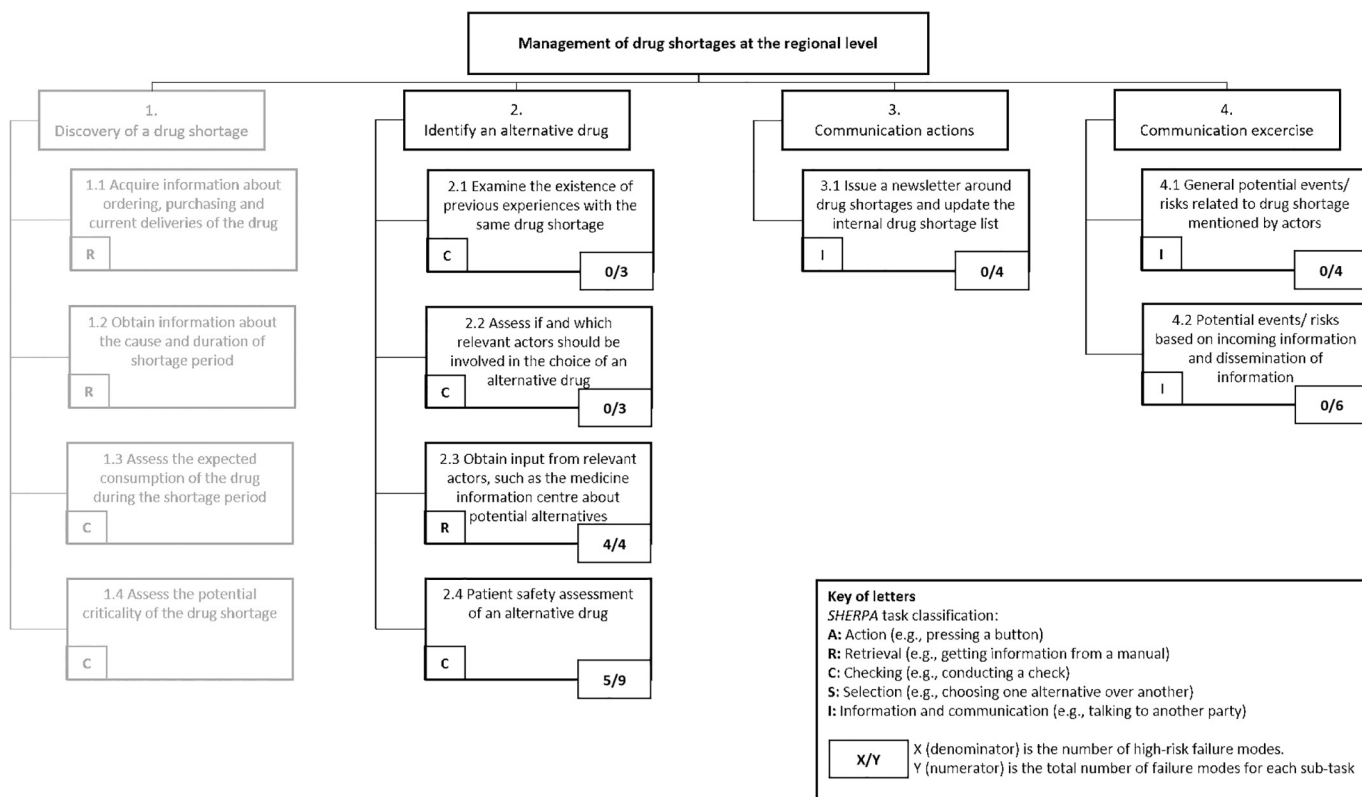 Management of drug shortages at the regional level
1.
Discovery of a drug shortage
1.1 Acquire information about
ordering, purchasing and
current deliveries of the drug
R
1.2 Obtain information about
the cause and duration of
shortage period
R
1.3 Assess the expected
consumption of the drug
during the shortage period
C
1.4 Assess the potential
criticality of the drug shortage
C
2.
Identify an alternative drug
2.1 Examine the existence of
previous experiences with the
same drug shortage
C
0/3
2.2 Assess if and which
relevant actors should be
involved in the choice of an
alternative drug
C
0/3
2.3 Obtain input from relevant
actors, such as the medicine
information centre about
potential alternatives
R
4/4
2.4 Patient safety assessment
of an alternative drug
C
5/9
3.
Communication actions
3.1 Issue a newsletter around
drug shortages and update the
internal drug shortage list
I
0/4
4.
Communication excercise
4.1 General potential events/
risks related to drug shortage
mentioned by actors
I
0/4
4.2 Potential events/ risks
based on incoming information
and dissemination of
information
I
0/6
Key of letters
SHERPA task classification:
A: Action (e.g., pressing a button)
R: Retrieval (e.g., getting information from a manual)
C: Checking (e.g., conducting a check)
S: Selection (e.g., choosing one alternative over another)
I: Information and communication (e.g., talking to another party)
X/Y
X (denominator) is the number of high-risk failure modes.
Y (numerator) is the total number of failure modes for each sub-task